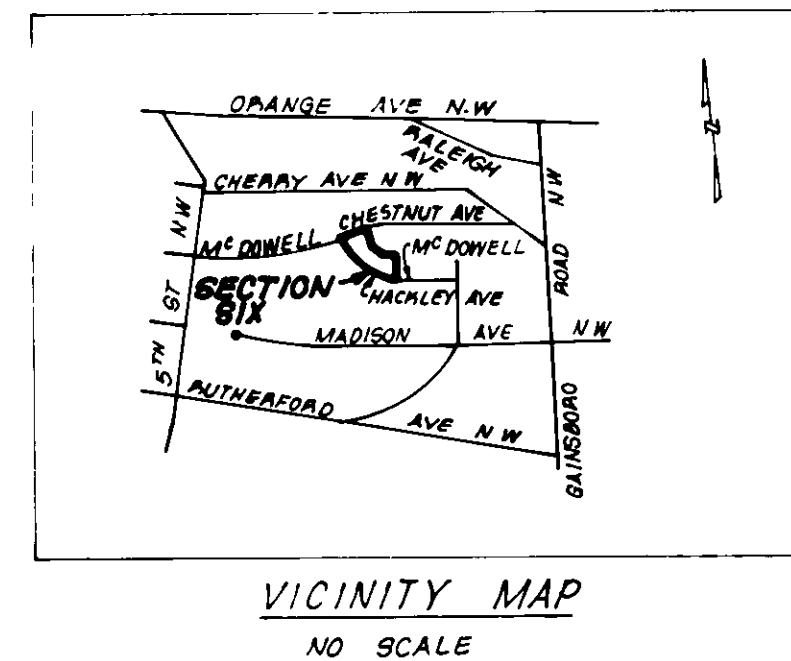 ORANGE AVE N.W
RALEIGH
AVE
CHERRY AVE N W
CHESTNUT AVE
MC DOWELL
MC DOWELL
SECTION
SIX
HACKLEY AVE
MADISON AVE N W
RUTHERFORD AVE N W
5TH ST NW
GAINSBORO ROAD N W
N
VICINITY MAP
NO SCALE